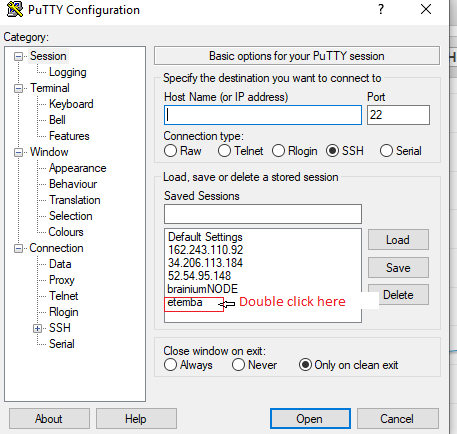 PuTTY Configuration
?
Category:
Session
Logging
Terminal
Keyboard
Bell
Features
Window
Appearance
Behaviour
Translation
Selection
Colours
Connection
Data
Proxy
Telnet
Rlogin
SSH
Serial
Basic options for your PuTTY session
Specify the destination you want to connect to
Host Name (or IP address) Port
22
Connection type:
Raw Telnet Rlogin SSH Serial
Load, save or delete a stored session
Saved Sessions
Default Settings
162.243.110.92
34.206.113.184
52.54.95.148
brainiumNODE
etemba Double click here
Load
Save
Delete
Close window on exit:
Always Never Only on clean exit
About Help Open Cancel